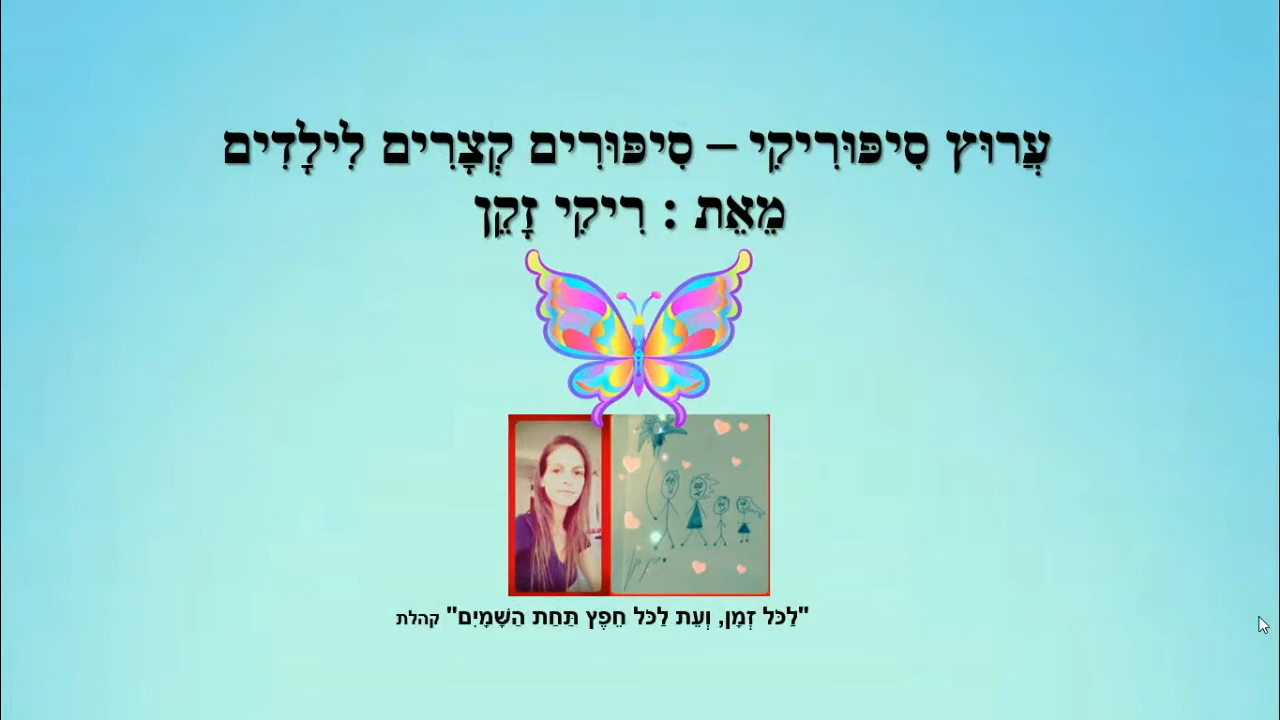 עֲרוּץ סִיפּוּרִיקִי – סִיפּוּרִים קְצָרִים לִילָדִים
מֵאֵת : רִיקִי זָקֵן
"לַכֹּל זְמָן, וְעֵת לַכֹּל חֵפֶץ תַּחַת הַשָּׁמָיִם" קהלת